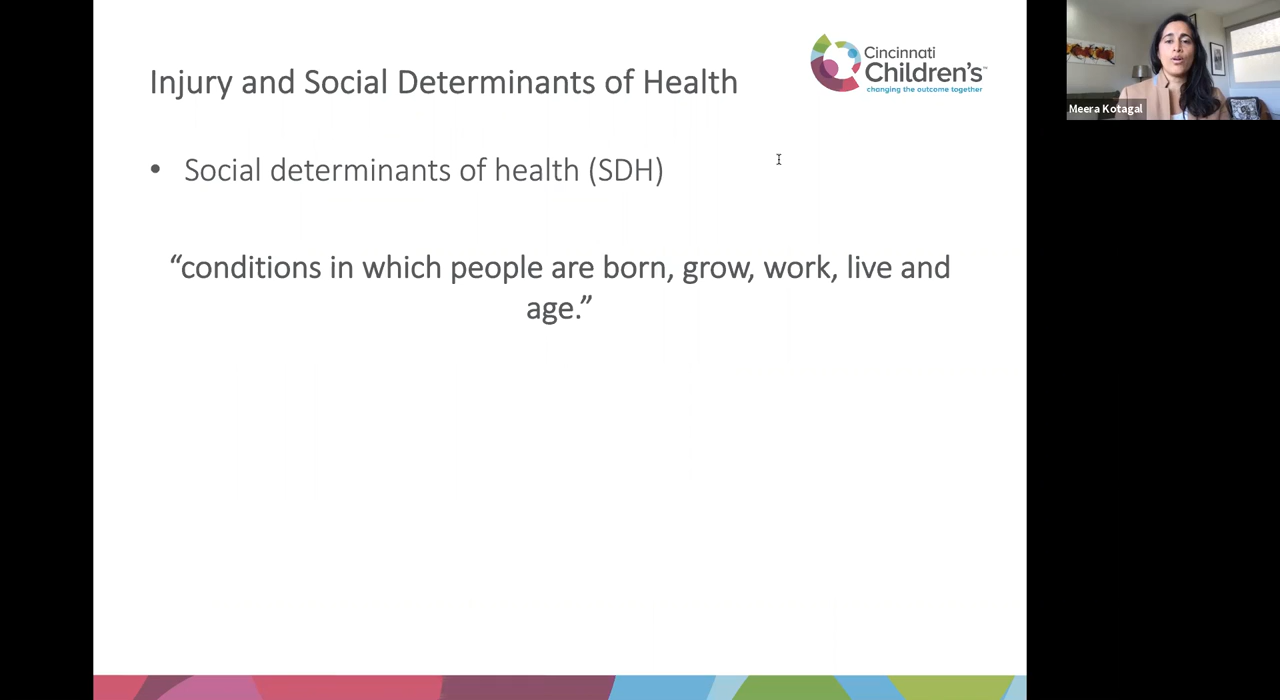 Injury and Social Determinants of Health
Cincinnati
Children's™
changing the outcome together
• Social determinants of health (SDH)
“conditions in which people are born, grow, work, live and
age.”
Meera Kotagal